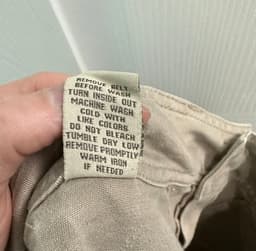 REMOVE BELT
BEFORE WASH
TURN INSIDE OUT
MACHINE WASH
COLD WITH
LIKE COLORS
DO NOT BLEACH
TUMBLE DRY LOW
REMOVE PROMPTLY
WARM IRON
IF NEEDED